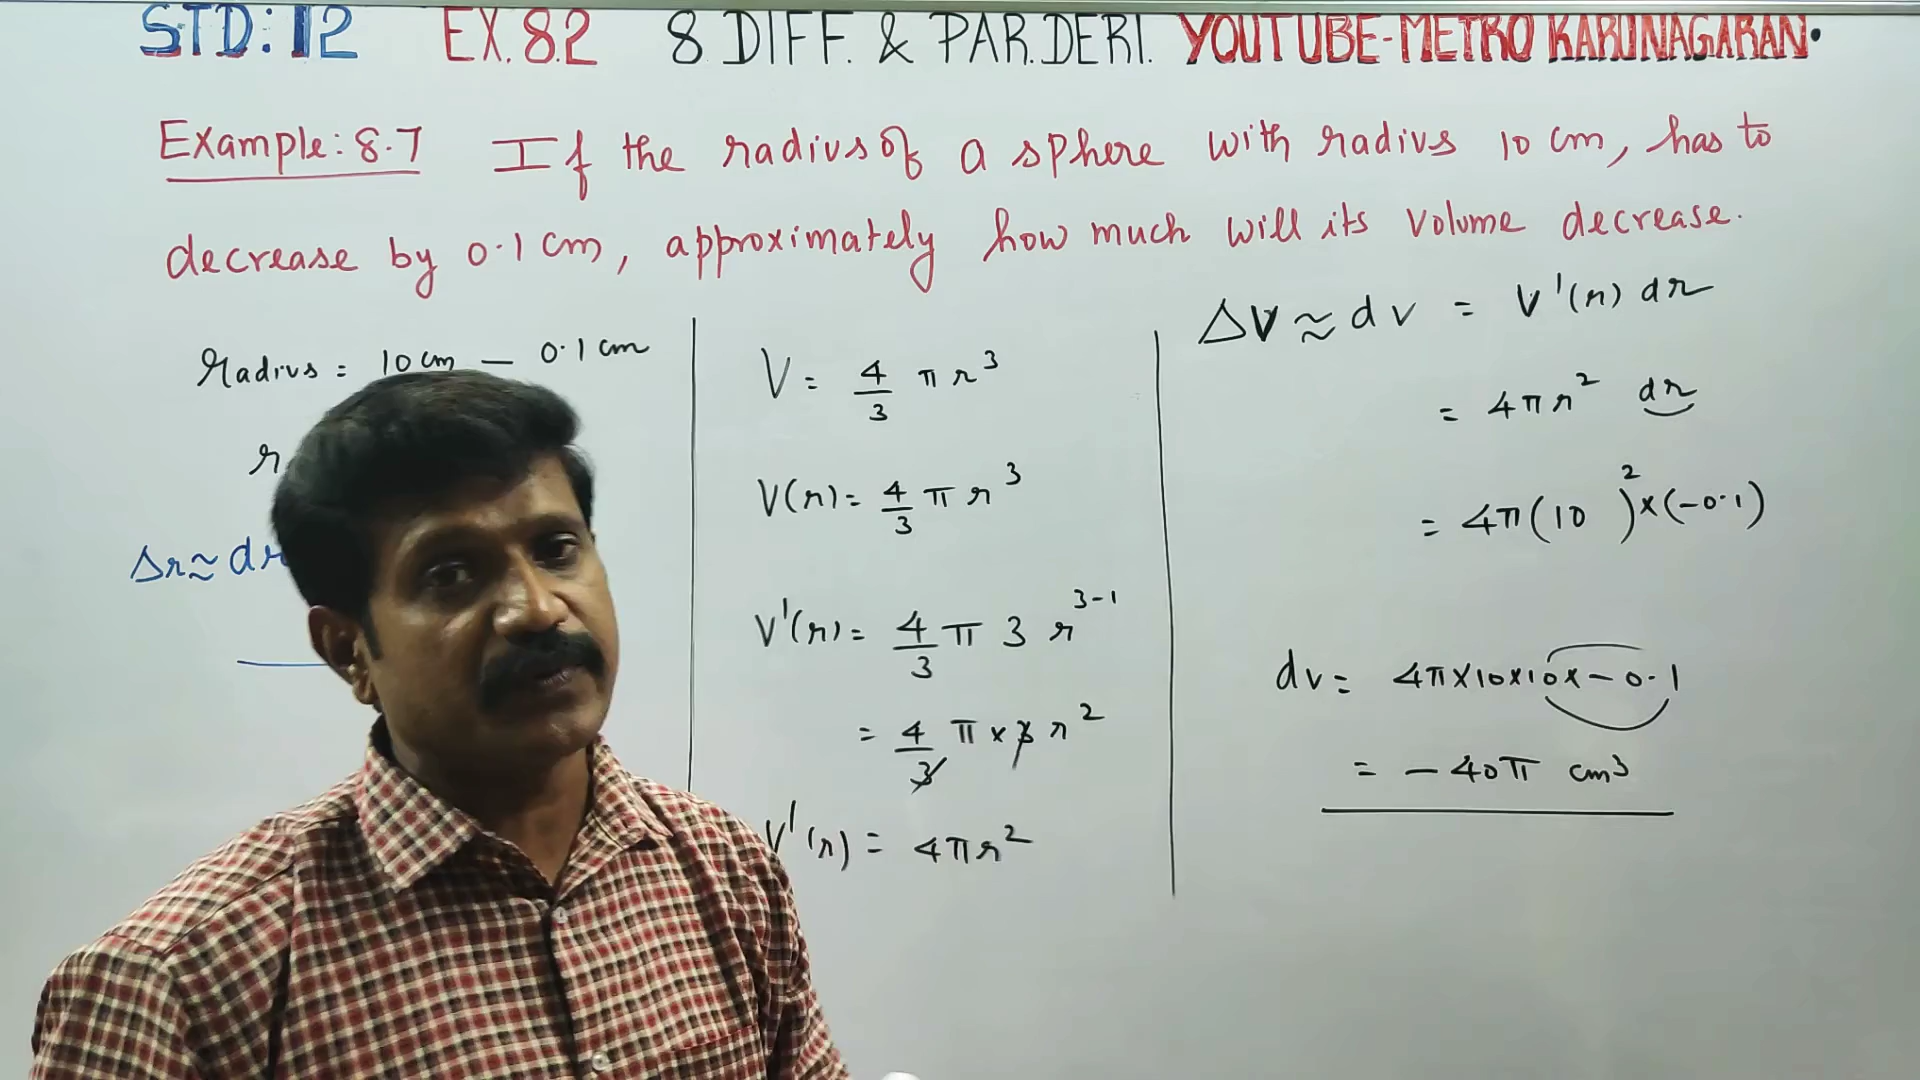 STD: 12 EX. 8.2 8 DIFF. & PAR. DERI. YOUTUBE-METRO KARUNAGARAN.
Example: 8.7 If the radius of a sphere with radius 10 cm, has to
decrease by 0.1 cm, approximately how much will its volume decrease.
Radius = 10 cm — 0.1 cm
r
Δr ≈ dr
V = 4/3 π r³
V(r) = 4/3 π r³
V'(r) = 4/3 π 3 r³⁻¹
= 4/3 π × 3 r²
V'(r) = 4πr²
ΔV ≈ dv = V'(r) dr
= 4πr² dr
= 4π(10 )² × (-0.1)
dv = 4π×10×10×-0.1
= -40π cm³